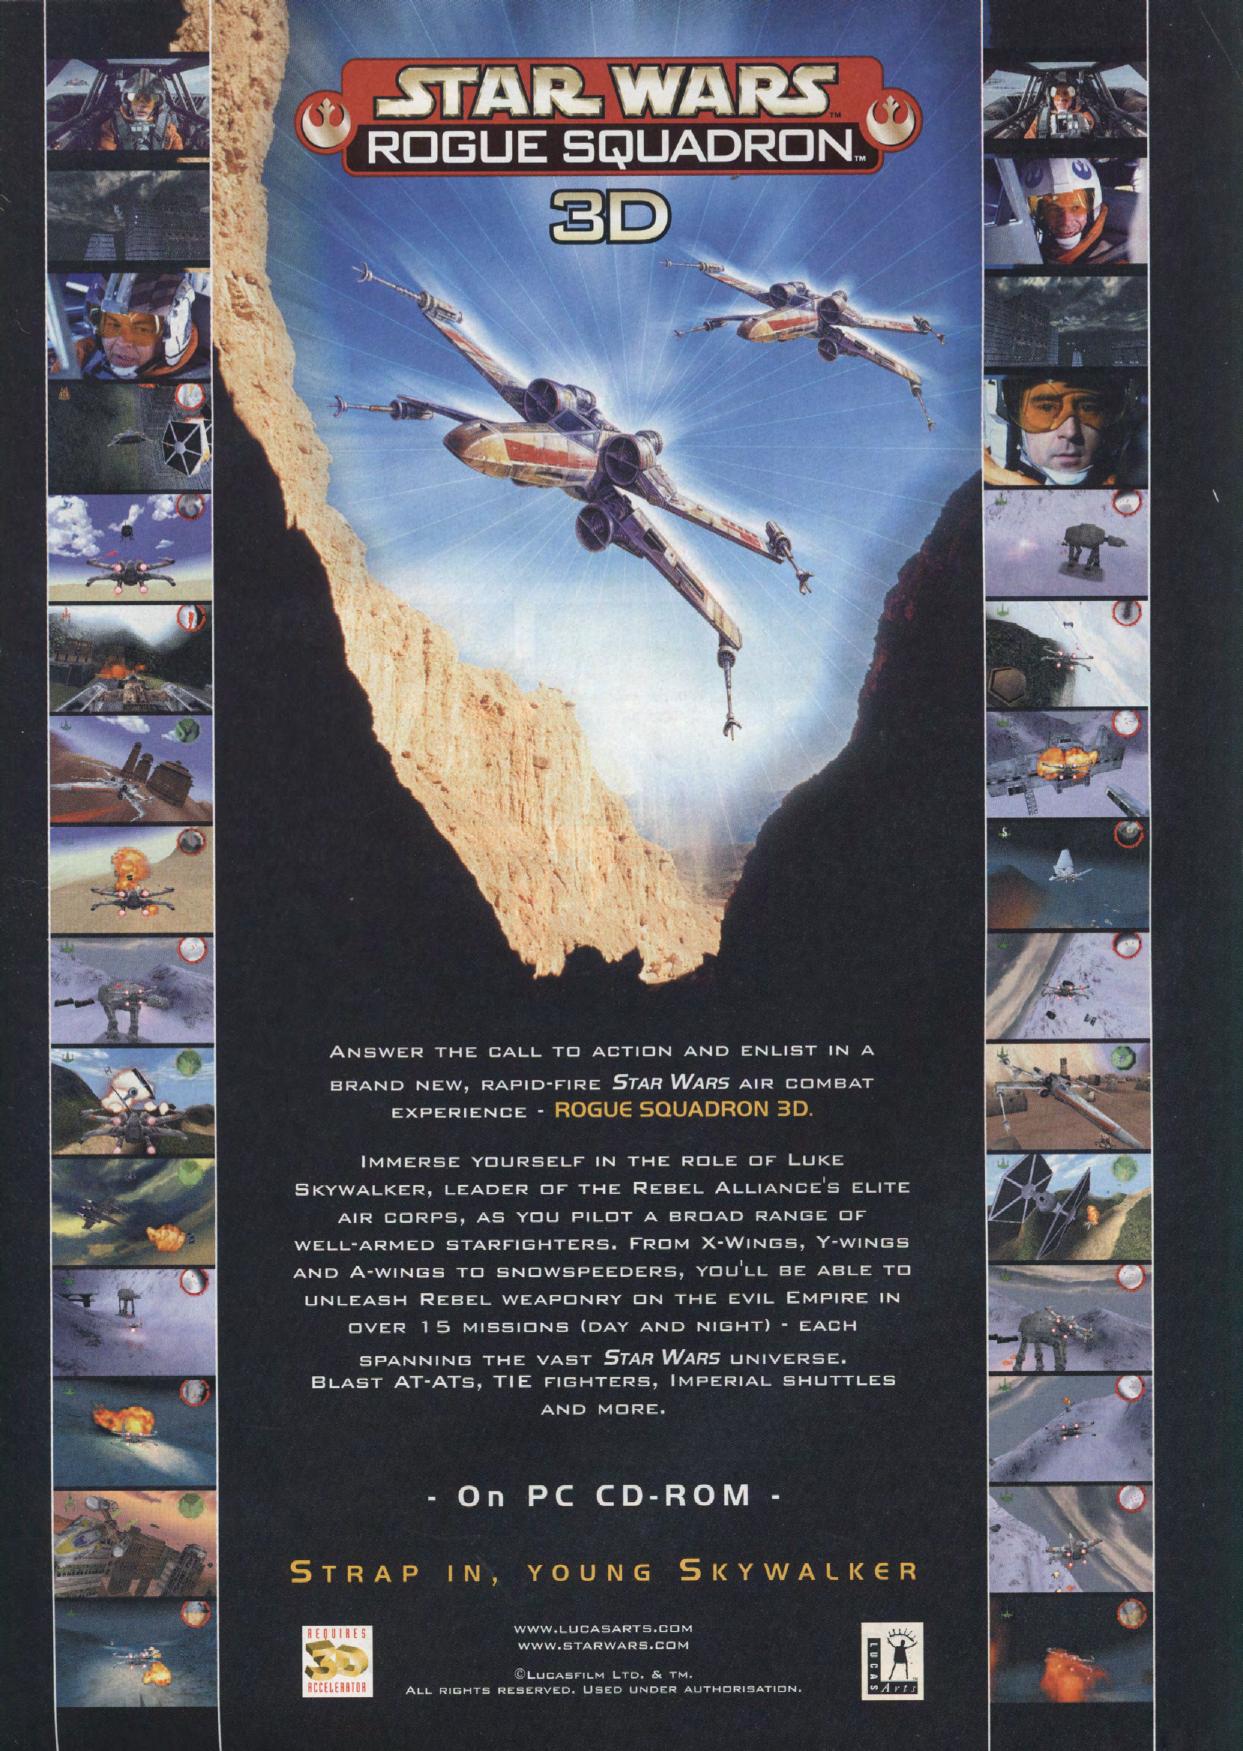 STAR WARS™
ROGUE SQUADRON™
3D
ANSWER THE CALL TO ACTION AND ENLIST IN A
BRAND NEW, RAPID-FIRE STAR WARS AIR COMBAT
EXPERIENCE - ROGUE SQUADRON 3D.
IMMERSE YOURSELF IN THE ROLE OF LUKE
SKYWALKER, LEADER OF THE REBEL ALLIANCE'S ELITE
AIR CORPS, AS YOU PILOT A BROAD RANGE OF
WELL-ARMED STARFIGHTERS. FROM X-WINGS, Y-WINGS
AND A-WINGS TO SNOWSPEEDERS, YOU'LL BE ABLE TO
UNLEASH REBEL WEAPONRY ON THE EVIL EMPIRE IN
OVER 15 MISSIONS (DAY AND NIGHT) - EACH
SPANNING THE VAST STAR WARS UNIVERSE.
BLAST AT-ATS, TIE FIGHTERS, IMPERIAL SHUTTLES
AND MORE.
- On PC CD-ROM -
STRAP IN, YOUNG SKYWALKER
REQUIRES
3D
ACCELERATOR
WWW.LUCASARTS.COM
WWW.STARWARS.COM
©LUCASFILM LTD. & TM.
ALL RIGHTS RESERVED. USED UNDER AUTHORISATION.
LUCAS
Arts™